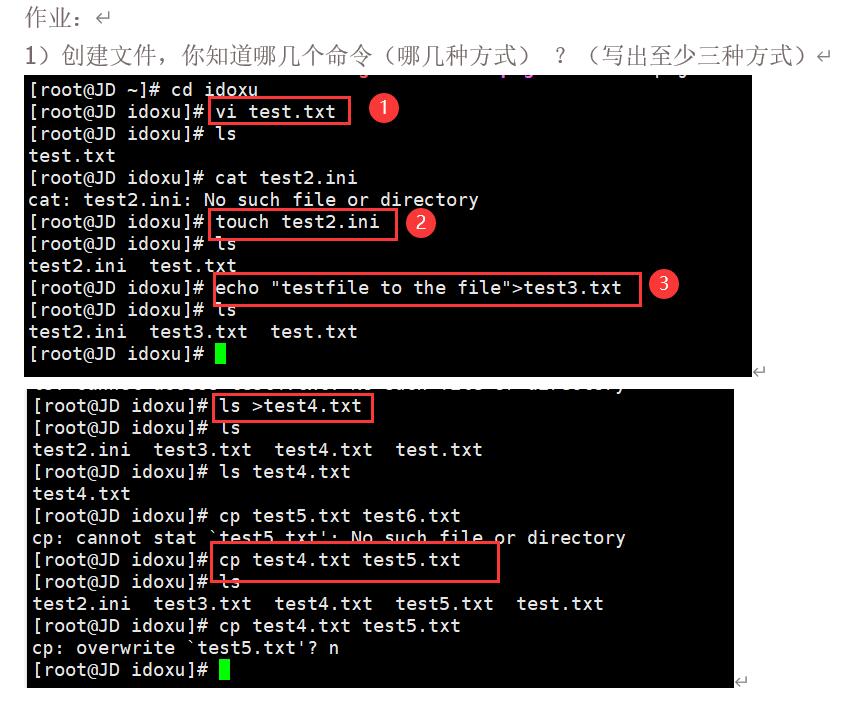 作业：↵
1）创建文件，你知道哪几个命令（哪几种方式） ？（写出至少三种方式）↵
[root@JD ~]# cd idoxu
[root@JD idoxu]# vi test.txt 1
[root@JD idoxu]# ls
test.txt
[root@JD idoxu]# cat test2.ini
cat: test2.ini: No such file or directory
[root@JD idoxu]# touch test2.ini 2
[root@JD idoxu]# ls
test2.ini  test.txt
[root@JD idoxu]# echo "testfile to the file">test3.txt 3
[root@JD idoxu]# ls
test2.ini  test3.txt  test.txt
[root@JD idoxu]#
↵
[root@JD idoxu]# ls >test4.txt
[root@JD idoxu]# ls
test2.ini  test3.txt  test4.txt  test.txt
[root@JD idoxu]# ls test4.txt
test4.txt
[root@JD idoxu]# cp test5.txt test6.txt
cp: cannot stat `test5.txt': No such file or directory
[root@JD idoxu]# cp test4.txt test5.txt
[root@JD idoxu]# ls
test2.ini  test3.txt  test4.txt  test5.txt  test.txt
[root@JD idoxu]# cp test4.txt test5.txt
cp: overwrite `test5.txt'? n
[root@JD idoxu]#
↵